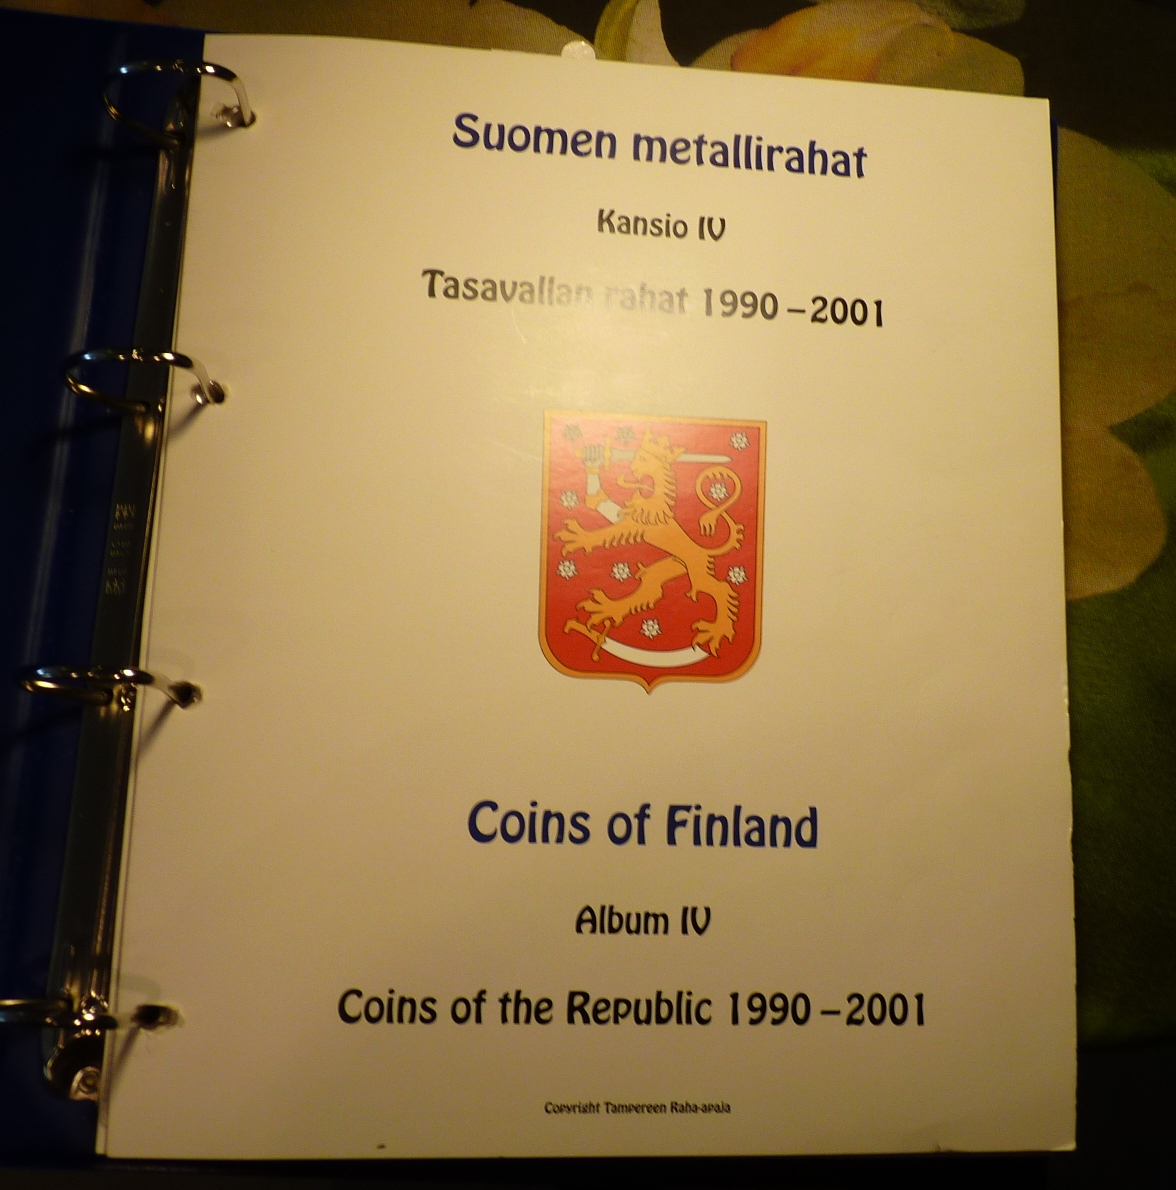 Suomen metallirahat
Kansio IV
Tasavallan rahat 1990 – 2001
Coins of Finland
Album IV
Coins of the Republic 1990 – 2001
Copyright Tampereen Raha-apaja